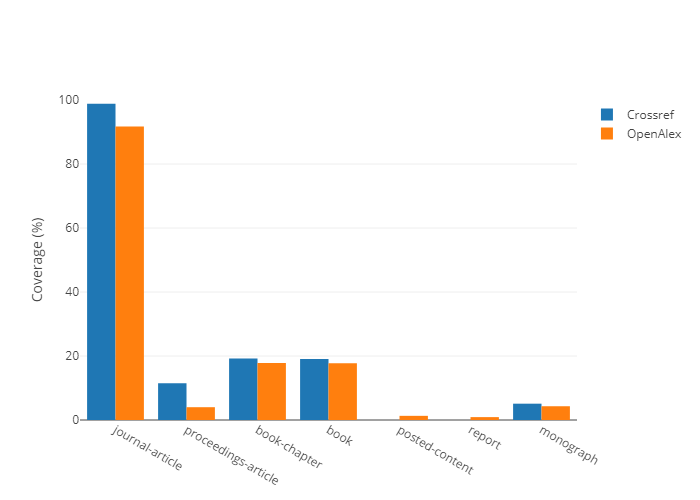 100
80
60
40
20
0
Coverage (%)
journal-article
proceedings-article
book-chapter
book
posted-content
report
monograph
Crossref
OpenAlex